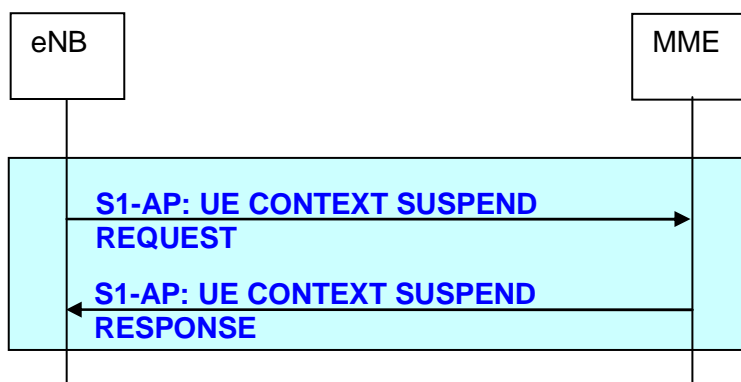 eNB
MME
S1-AP: UE CONTEXT SUSPEND
REQUEST
S1-AP: UE CONTEXT SUSPEND
RESPONSE